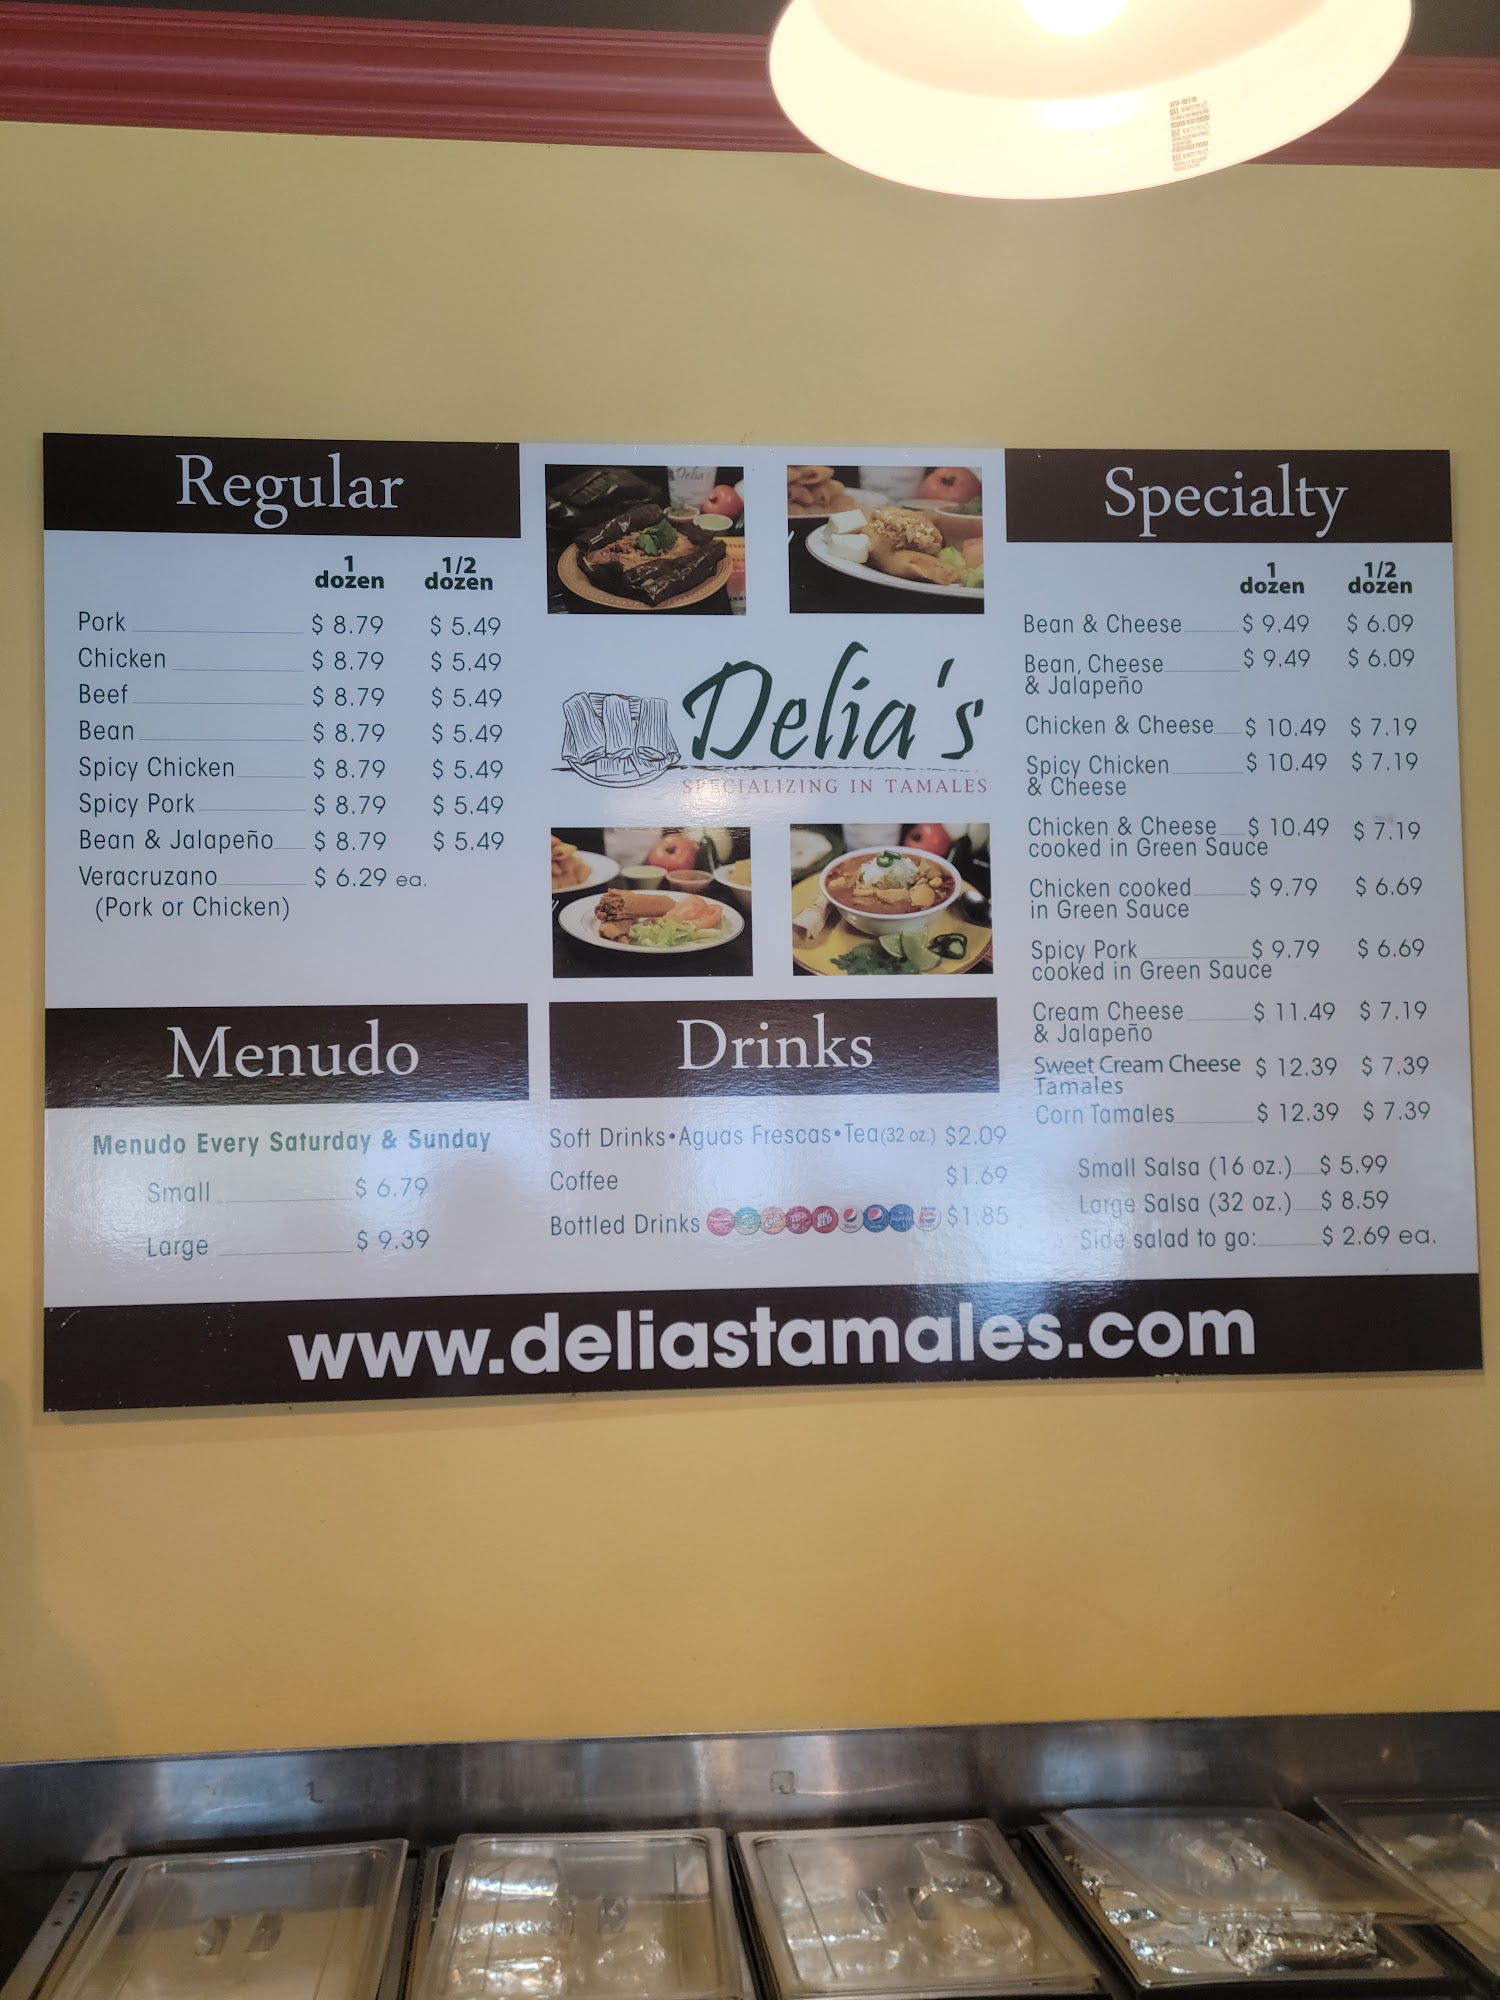 Regular
1 dozen 1/2 dozen
Pork $ 8.79 $ 5.49
Chicken $ 8.79 $ 5.49
Beef $ 8.79 $ 5.49
Bean $ 8.79 $ 5.49
Spicy Chicken $ 8.79 $ 5.49
Spicy Pork $ 8.79 $ 5.49
Bean & Jalapeño $ 8.79 $ 5.49
Veracruzano $ 6.29 ea.
(Pork or Chicken)
Menudo
Menudo Every Saturday & Sunday
Small $ 6.79
Large $ 9.39
Delia's
SPECIALIZING IN TAMALES
Drinks
Soft Drinks•Aguas Frescas•Tea(32 oz.) $2.09
Coffee $1.69
Bottled Drinks $1.85
Specialty
1 dozen 1/2 dozen
Bean & Cheese $ 9.49 $ 6.09
Bean, Cheese $ 9.49 $ 6.09
& Jalapeño
Chicken & Cheese $ 10.49 $ 7.19
Spicy Chicken $ 10.49 $ 7.19
& Cheese
Chicken & Cheese $ 10.49 $ 7.19
cooked in Green Sauce
Chicken cooked $ 9.79 $ 6.69
in Green Sauce
Spicy Pork $ 9.79 $ 6.69
cooked in Green Sauce
Cream Cheese $ 11.49 $ 7.19
& Jalapeño
Sweet Cream Cheese $ 12.39 $ 7.39
Tamales
Corn Tamales $ 12.39 $ 7.39
Small Salsa (16 oz.) $ 5.99
Large Salsa (32 oz.) $ 8.59
Side salad to go: $ 2.69 ea.
www.deliastamales.com